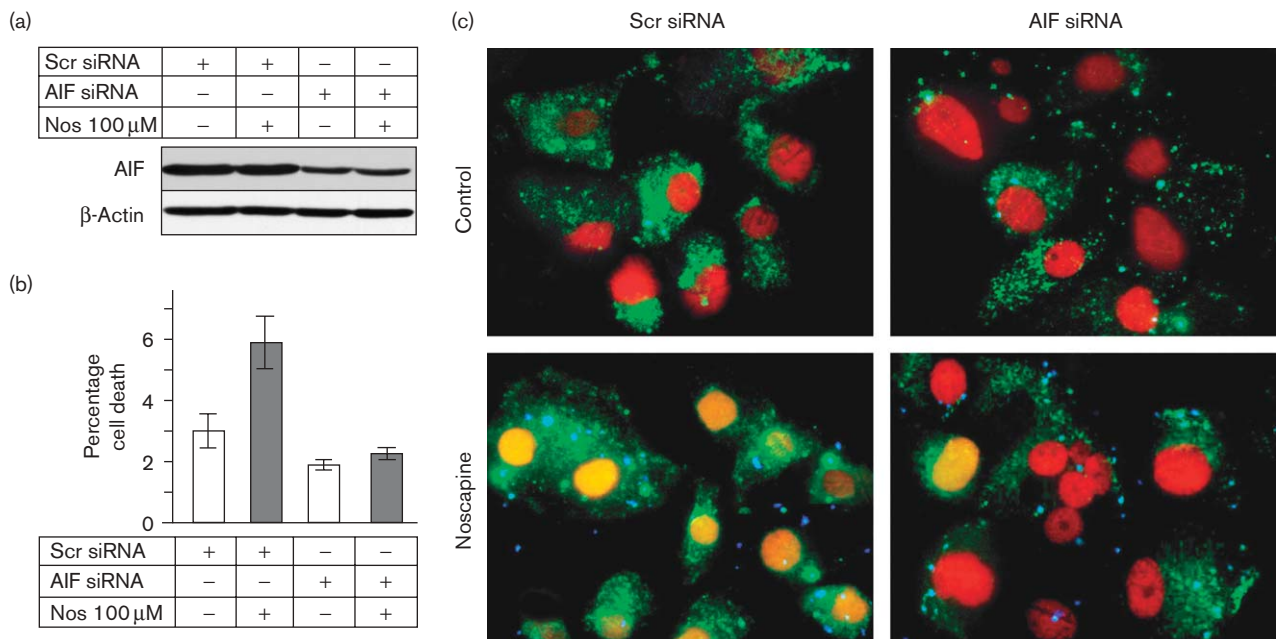 (a)
Scr siRNA + + – –
AIF siRNA – – + +
Nos 100 μM – + – +
AIF
β-Actin
(b)
Percentage
cell death
6
4
2
0
Scr siRNA + + – –
AIF siRNA – – + +
Nos 100 μM – + – +
(c)
Scr siRNA AIF siRNA
Control
Noscapine